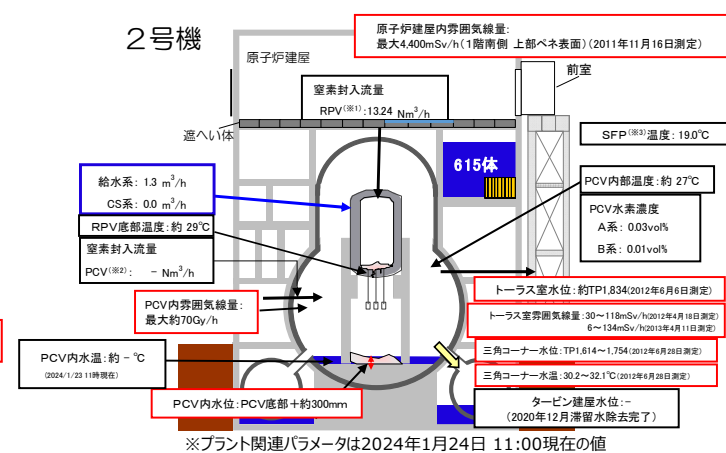 2号機
原子炉建屋内雰囲気線量:
最大4,400mSv/h(1階南側 上部ペネ表面)(2011年11月16日測定)
原子炉建屋
前室
窒素封入流量
RPV(※1):13.24 Nm3/h
遮へい体
SFP(※3)温度: 19.0℃
615体
給水系: 1.3 m3/h
CS系: 0.0 m3/h
PCV内部温度:約 27℃
RPV底部温度:約 29℃
PCV水素濃度
A系: 0.03vol%
B系: 0.01vol%
窒素封入流量
PCV(※2): - Nm3/h
トーラス室水位:約TP1,834(2012年6月6日測定)
PCV内雰囲気線量:
最大約70Gy/h
トーラス室雰囲気線量:30～118mSv/h(2012年4月18日測定)
6～134mSv/h(2013年4月11日測定)
三角コーナー水位:TP1,614～1,754(2012年6月28日測定)
PCV内水温:約 - ℃
(2024/1/23 11時現在)
三角コーナー水温:30.2～32.1℃(2012年6月28日測定)
PCV内水位:PCV底部+約300mm
タービン建屋水位:-
(2020年12月滞留水除去完了)
※プラント関連パラメータは2024年1月24日 11:00現在の値